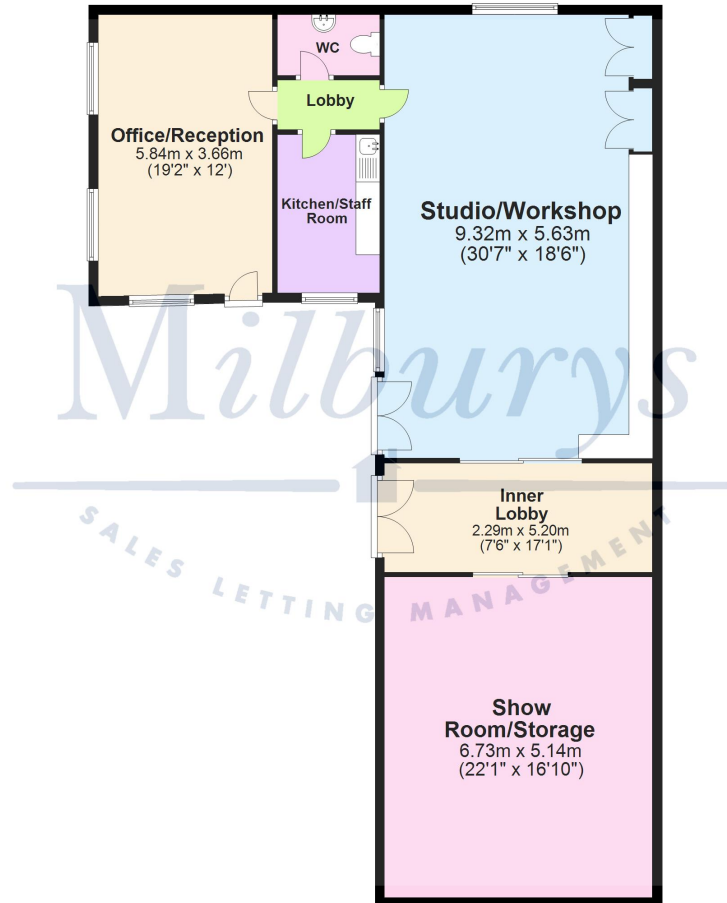 WC
Lobby
Office/Reception
5.84m x 3.66m
(19'2" x 12')
Kitchen/Staff
Room
Studio/Workshop
9.32m x 5.63m
(30'7" x 18'6")
Milburys
Inner
Lobby
2.29m x 5.20m
(7'6" x 17'1")
SALES LETTING MANAGEMENT
Show
Room/Storage
6.73m x 5.14m
(22'1" x 16'10")